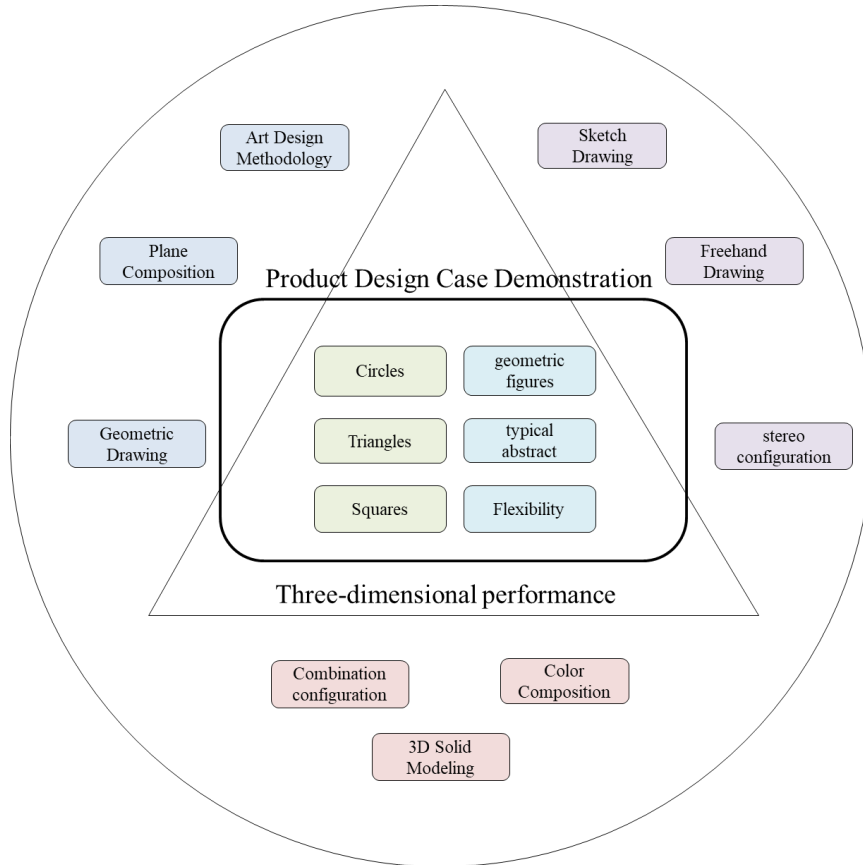 Art Design
Methodology
Sketch
Drawing
Plane
Composition
Freehand
Drawing
Product Design Case Demonstration
Circles
geometric
figures
Geometric
Drawing
Triangles
typical
abstract
stereo
configuration
Squares
Flexibility
Three-dimensional performance
Combination
configuration
Color
Composition
3D Solid
Modeling